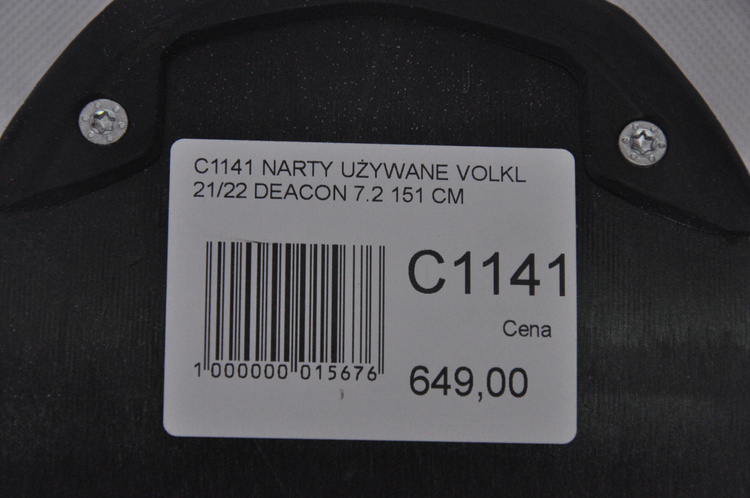 C1141 NARTY UŻYWANE VOLKL
21/22 DEACON 7.2 151 CM
C1141
Cena
1 000000 015676
649,00